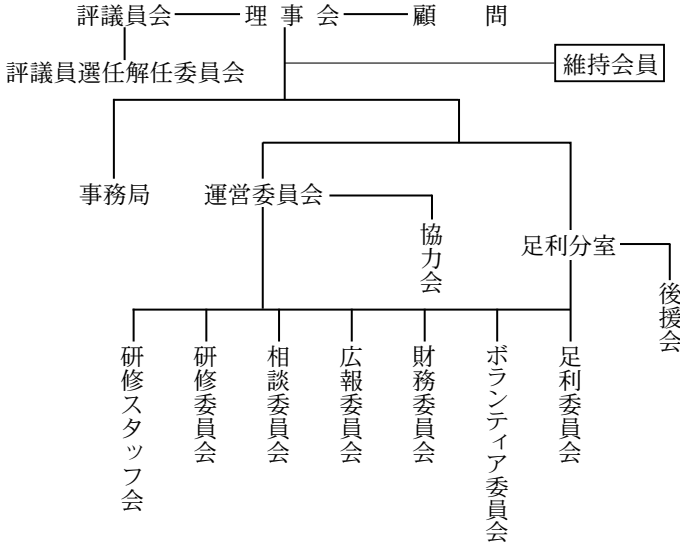 評議員会
理事会
顧問
評議員選任解任委員会
維持会員
事務局
運営委員会
協力会
足利分室
後援会
研修スタッフ会
研修委員会
相談委員会
広報委員会
財務委員会
ボランティア委員会
足利委員会